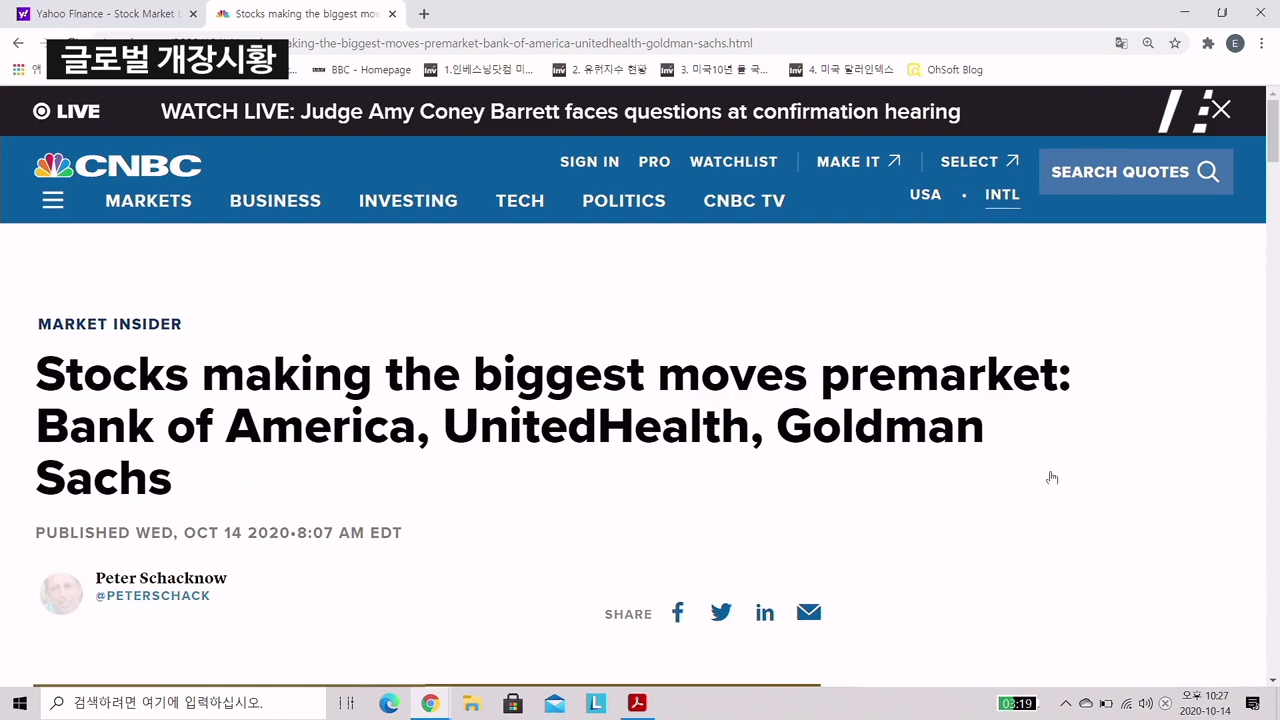 Yahoo Finance - Stock Market L
Stocks making the biggest mov
글로벌 개장시황
king-the-biggest-moves-premarket-bank-of-america-unitedhealth-goldman_sachs.html
E
앱
BBC - Homepage
1.인베스팅닷컴 미...
2. 유럽지수 현황
3. 미국10년 률 국...
4. 미국 달러인덱스
OhSoft Blog
LIVE
WATCH LIVE: Judge Amy Coney Barrett faces questions at confirmation hearing
CNBC
SIGN IN PRO WATCHLIST MAKE IT SELECT
SEARCH QUOTES
MARKETS BUSINESS INVESTING TECH POLITICS CNBC TV
USA • INTL
MARKET INSIDER
Stocks making the biggest moves premarket:
Bank of America, UnitedHealth, Goldman
Sachs
PUBLISHED WED, OCT 14 2020•8:07 AM EDT
Peter Schacknow
@PETERSCHACK
SHARE
검색하려면 여기에 입력하십시오.
03:19
오후 10:27
2020-10-14